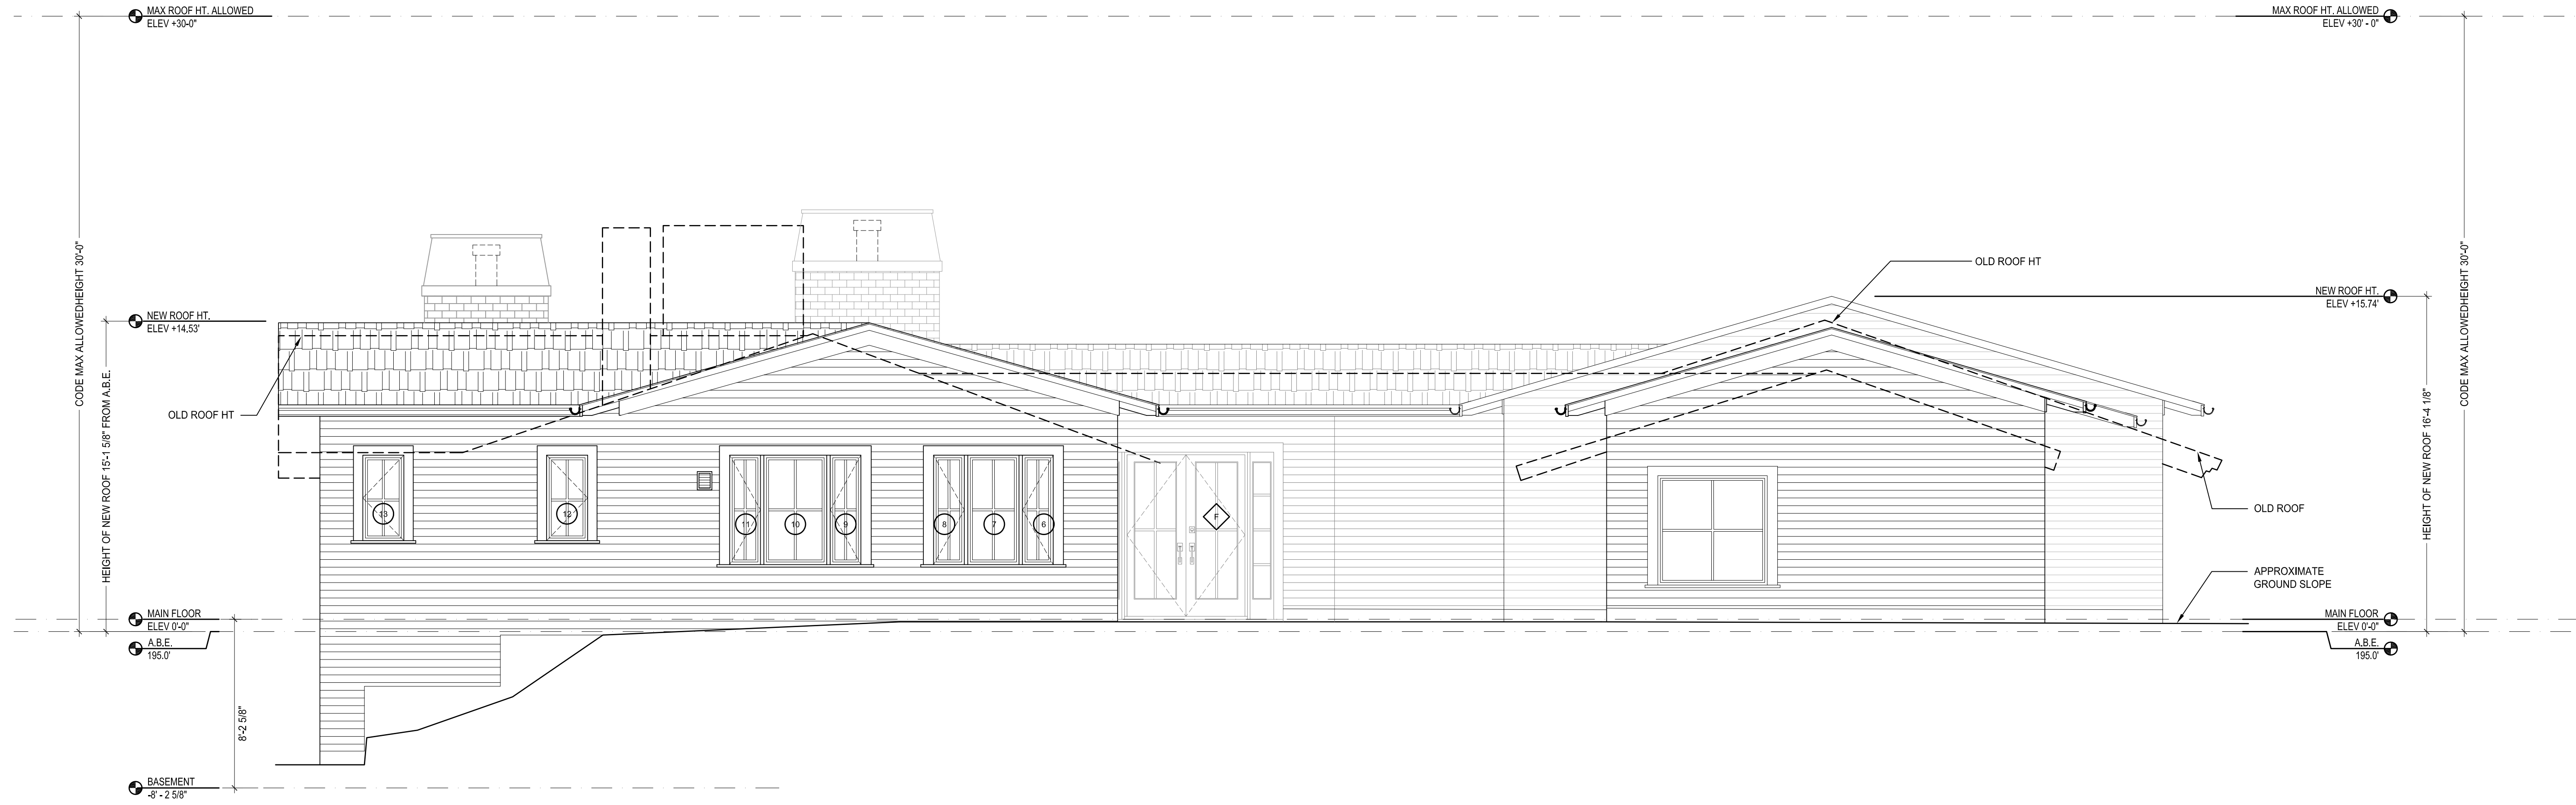 MAX ROOF HT. ALLOWED
ELEV +30-0"
MAX ROOF HT. ALLOWED
ELEV +30' - 0"
CODE MAX ALLOWEDHEIGHT 30'-0"
HEIGHT OF NEW ROOF 15'-1 5/8" FROM A.B.E.
NEW ROOF HT.
ELEV +14.53'
OLD ROOF HT
OLD ROOF HT
NEW ROOF HT.
ELEV +15.74'
HEIGHT OF NEW ROOF 16'-4 1/8"
CODE MAX ALLOWEDHEIGHT 30'-0"
13
12
11
10
9
8
7
6
F
OLD ROOF
APPROXIMATE
GROUND SLOPE
MAIN FLOOR
ELEV 0'-0"
A.B.E.
195.0'
MAIN FLOOR
ELEV 0'-0"
A.B.E.
195.0'
8'-2 5/8"
BASEMENT
-8' - 2 5/8"